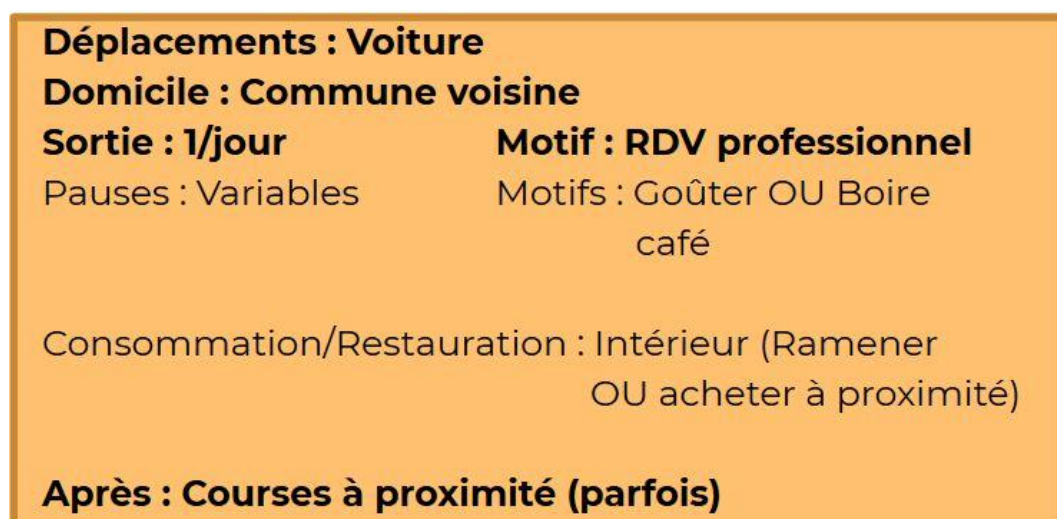 Déplacements : Voiture
Domicile : Commune voisine
Sortie : 1/jour Motif : RDV professionnel
Pauses : Variables Motifs : Goûter OU Boire
café
Consommation/Restauration : Intérieur (Ramener
OU acheter à proximité)
Après : Courses à proximité (parfois)